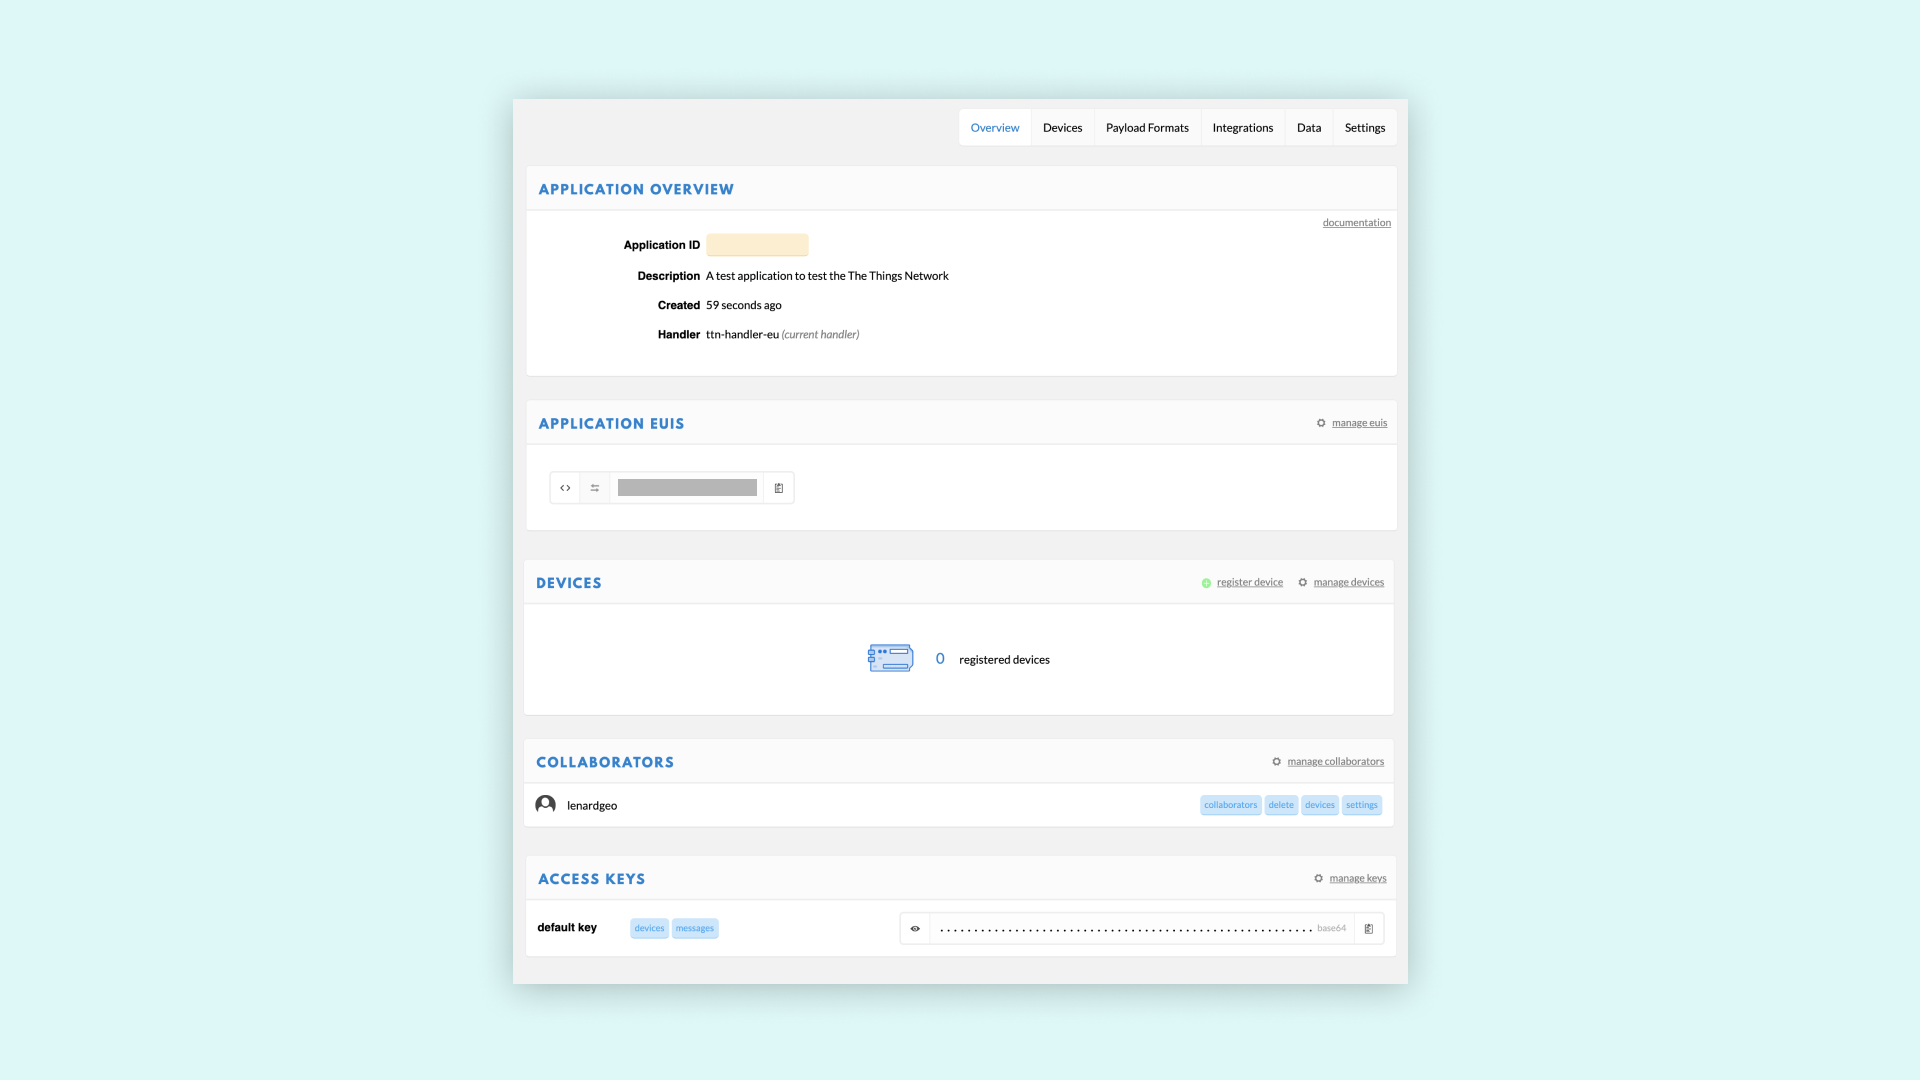 Overview Devices Payload Formats Integrations Data Settings
APPLICATION OVERVIEW
documentation
Application ID
Description A test application to test the The Things Network
Created 59 seconds ago
Handler ttn-handler-eu (current handler)
APPLICATION EUIS manage euis
DEVICES register device manage devices
0 registered devices
COLLABORATORS manage collaborators
lenardgeo collaborators delete devices settings
ACCESS KEYS manage keys
default key devices messages base64